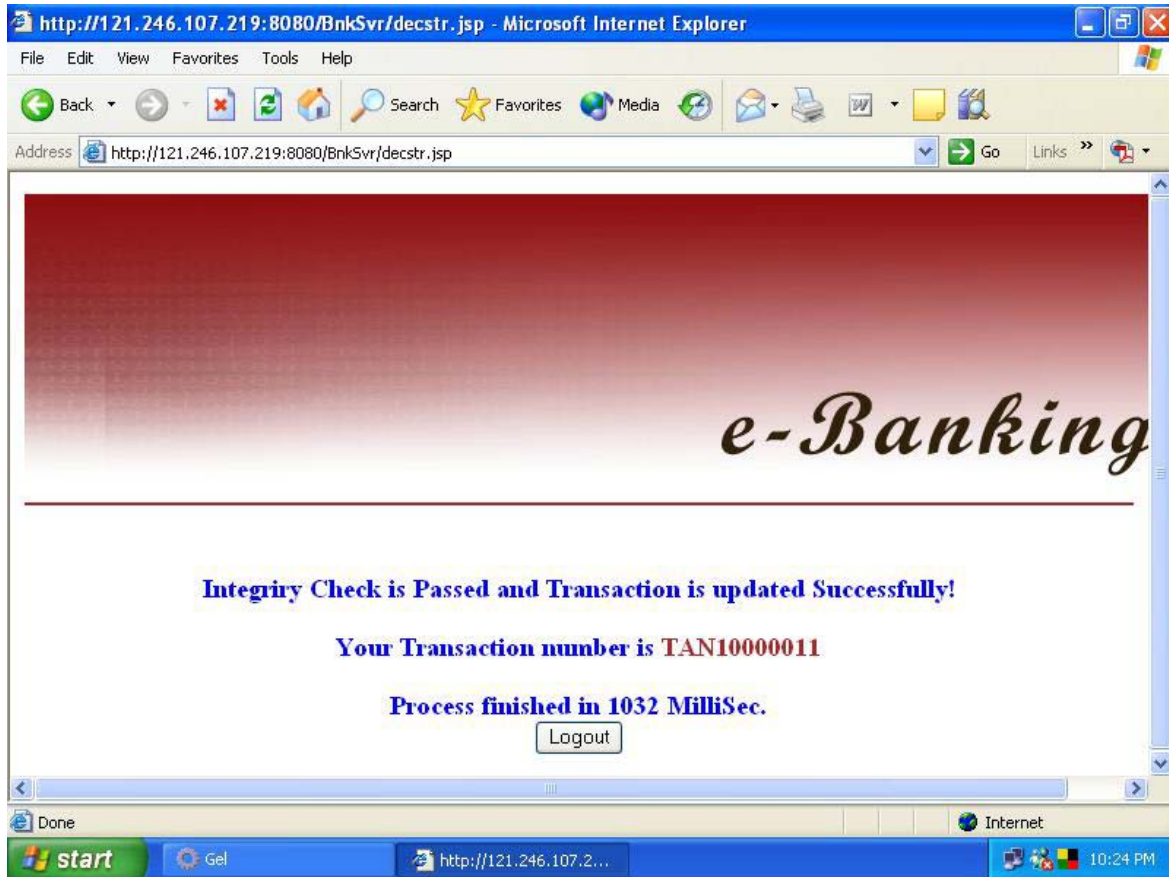 http://121.246.107.219:8080/BnkSvr/decstr.jsp - Microsoft Internet Explorer
File Edit View Favorites Tools Help
Back Search Favorites Media
Address http://121.246.107.219:8080/BnkSvr/decstr.jsp Go Links »
e-Banking
Integriry Check is Passed and Transaction is updated Successfully!
Your Transaction number is TAN10000011
Process finished in 1032 MilliSec.
Logout
Done Internet
start Gel http://121.246.107.2... 10:24 PM